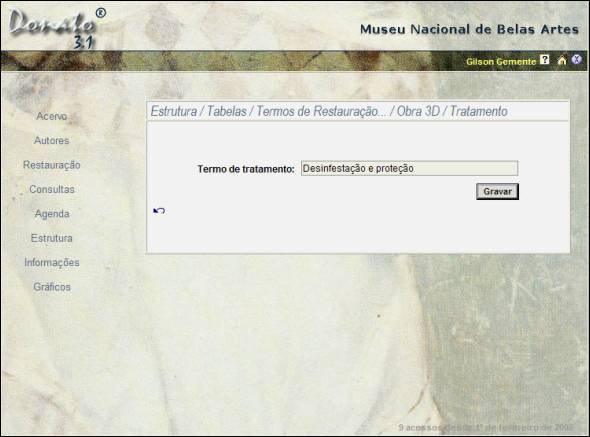 Donato ®
3.1
Museu Nacional de Belas Artes
Gilson Gemente ? X
Acervo
Autores
Restauração
Consultas
Agenda
Estrutura
Informações
Gráficos
Estrutura / Tabelas / Termos de Restauração... / Obra 3D / Tratamento
Termo de tratamento: Desinfestação e proteção
Gravar
9 acessos desde 1º de fevereiro de